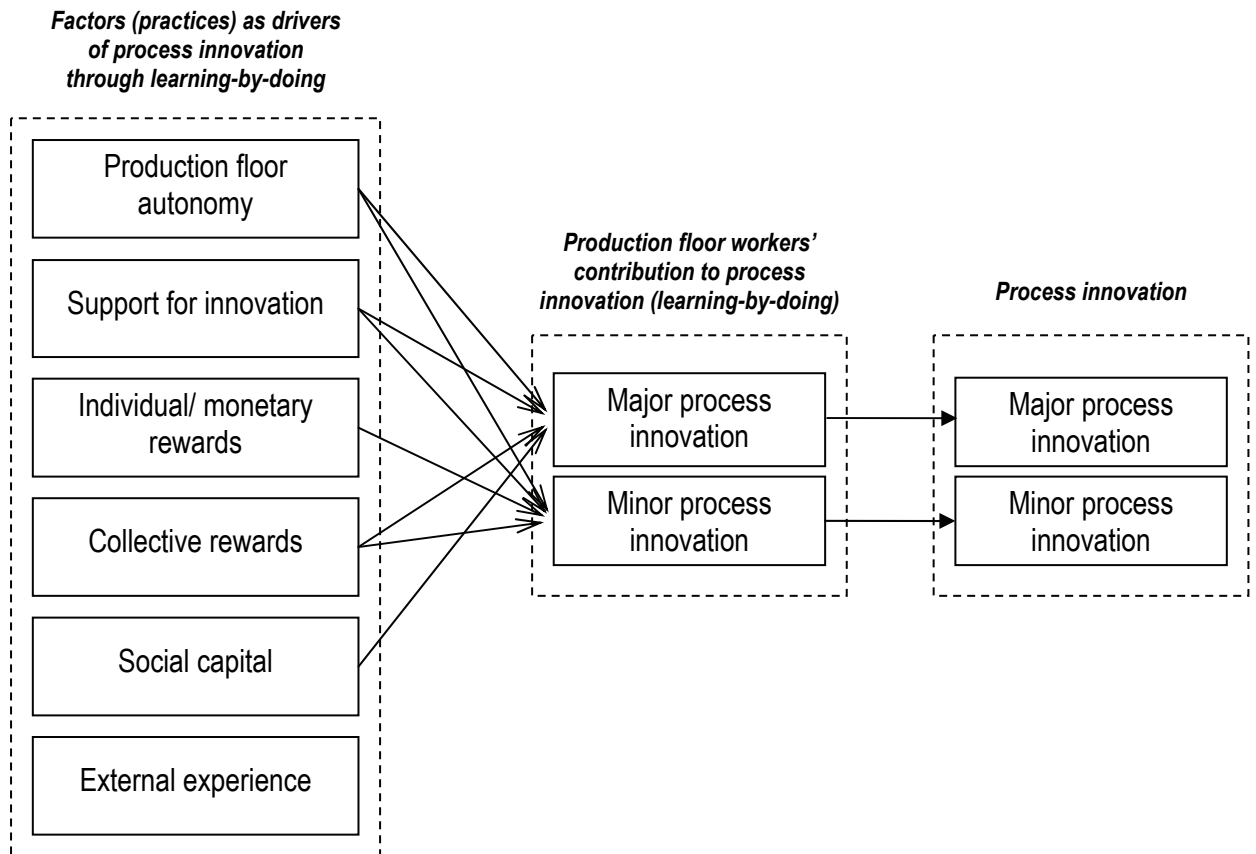 Factors (practices) as drivers
of process innovation
through learning-by-doing
Production floor
autonomy
Support for innovation
Individual/ monetary
rewards
Collective rewards
Social capital
External experience
Production floor workers’
contribution to process
innovation (learning-by-doing)
Major process
innovation
Minor process
innovation
Process innovation
Major process
innovation
Minor process
innovation